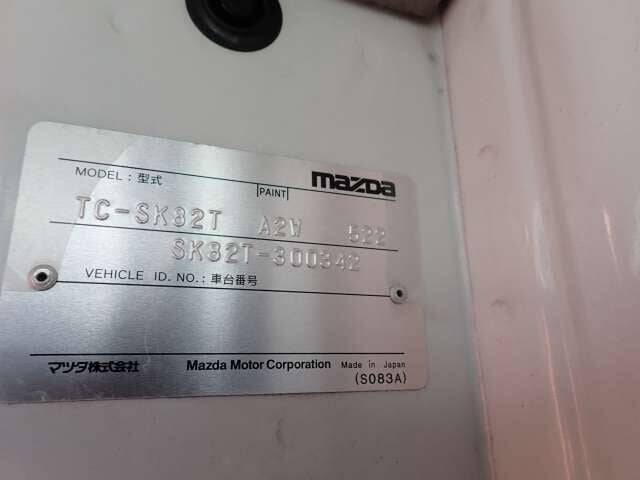 MODEL : 型式
PAINT
mazda
TC-SK82T A2W 522
SK82T-300342
VEHICLE ID. NO. : 車台番号
マツダ株式会社 Mazda Motor Corporation Made in Japan
(S083A)